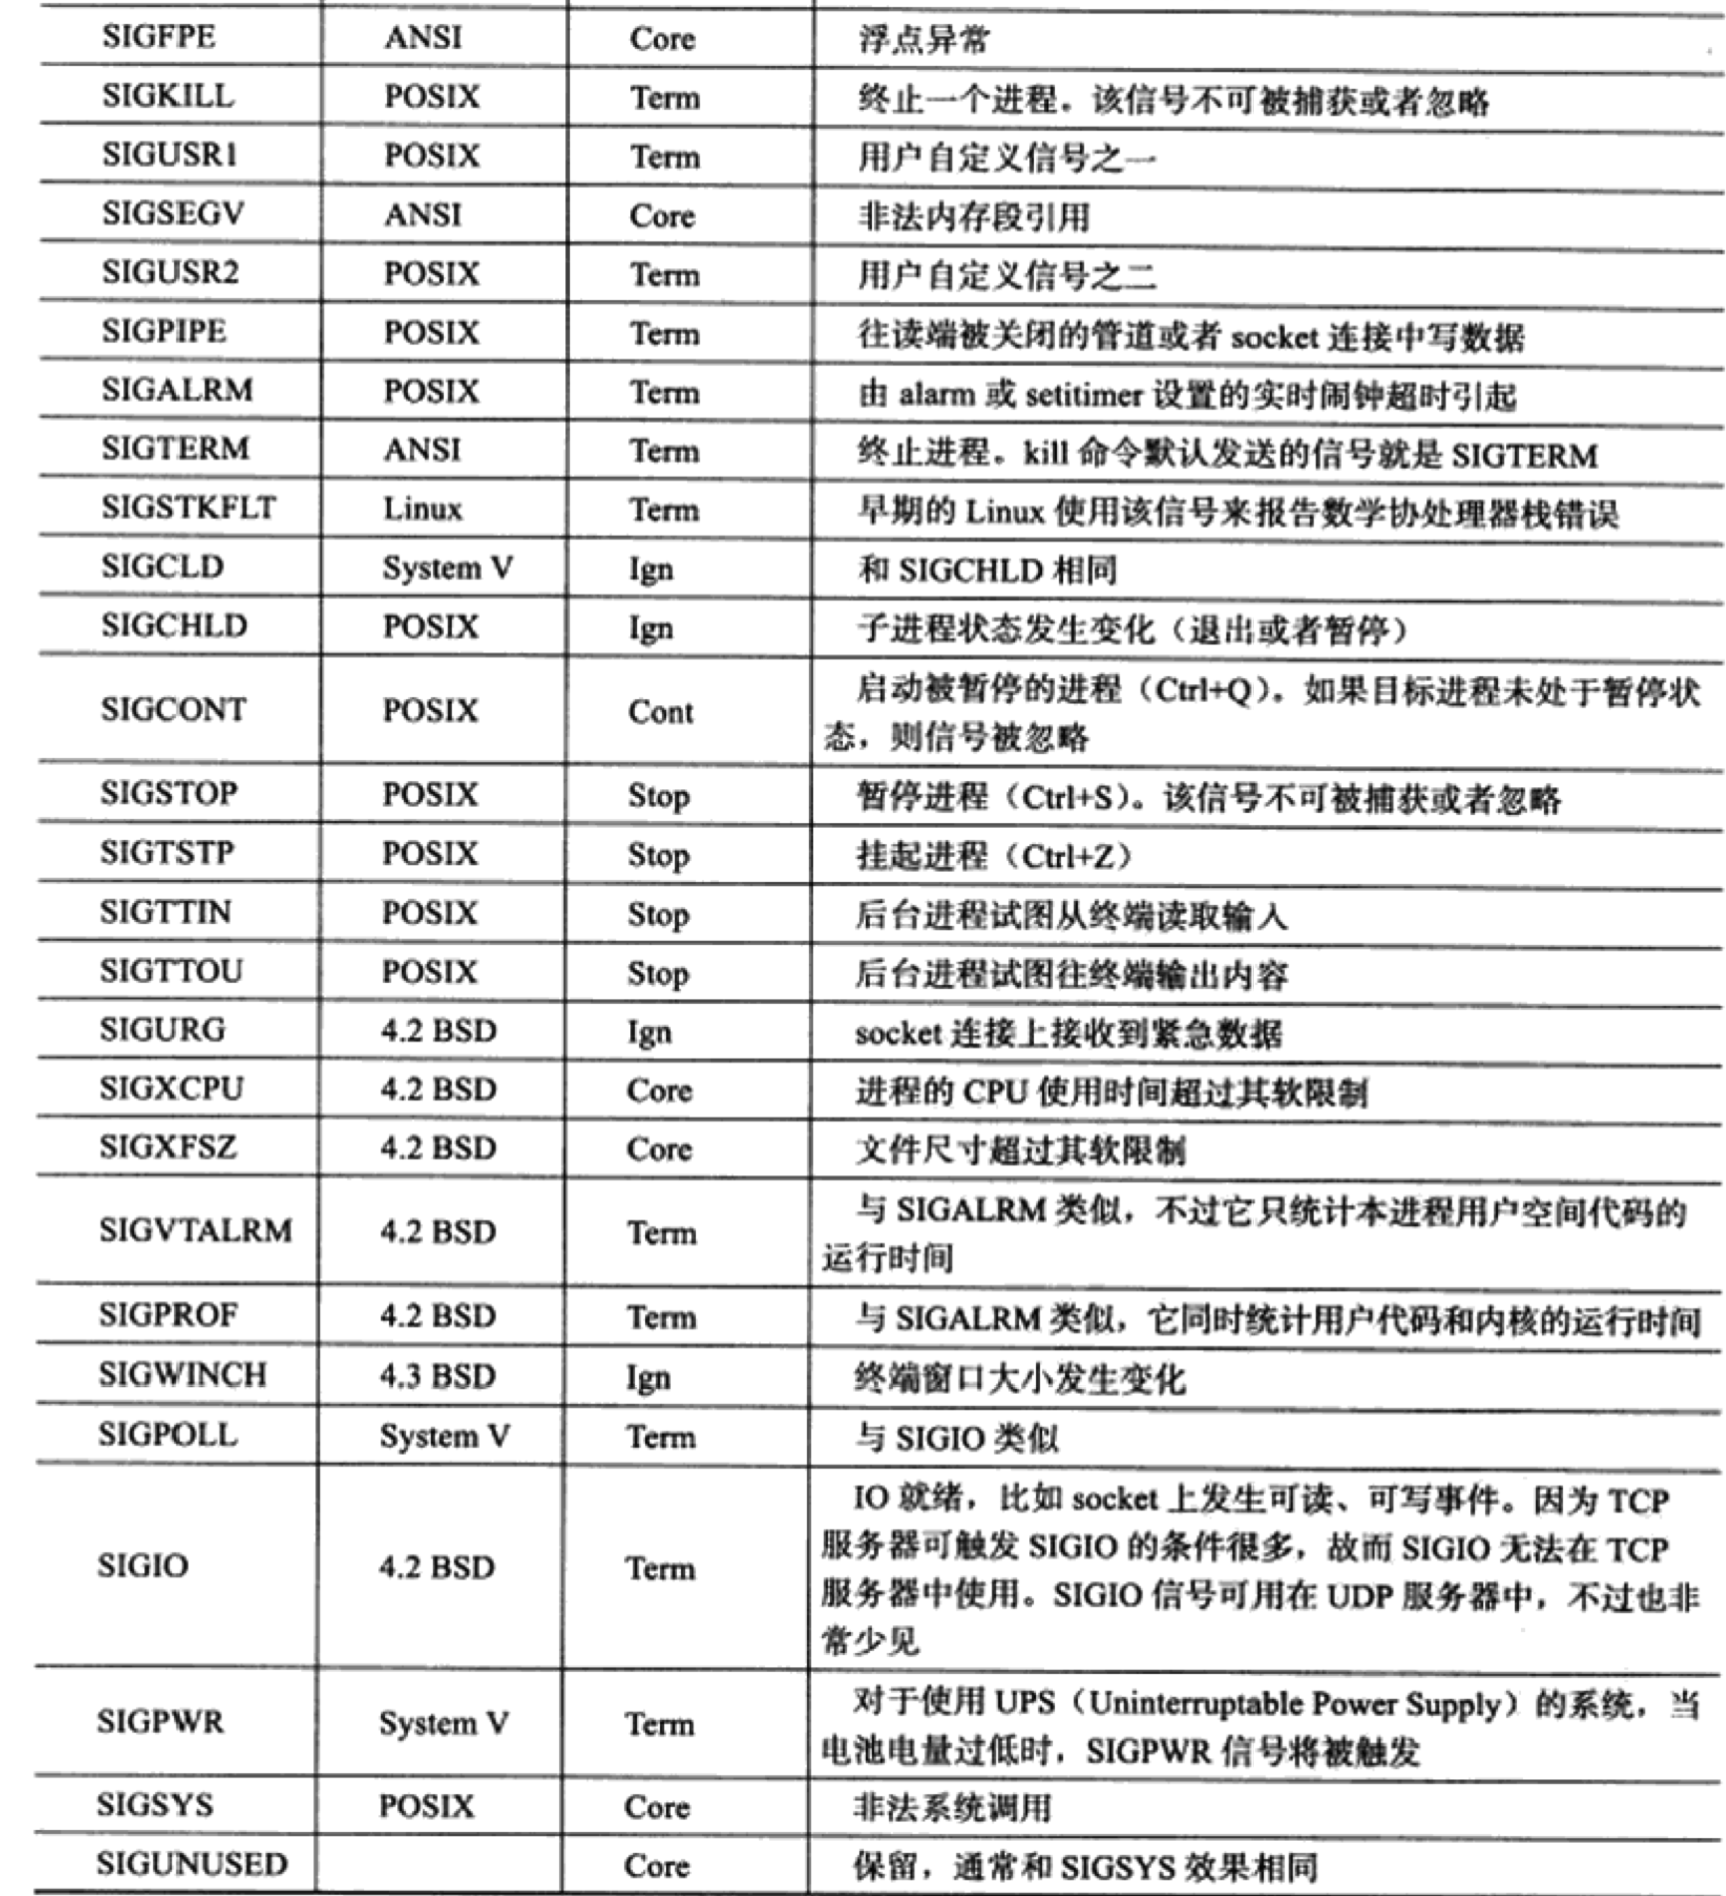 SIGFPE ANSI Core 浮点异常
SIGKILL POSIX Term 终止一个进程。该信号不可被捕获或者忽略
SIGUSR1 POSIX Term 用户自定义信号之一
SIGSEGV ANSI Core 非法内存段引用
SIGUSR2 POSIX Term 用户自定义信号之二
SIGPIPE POSIX Term 往读端被关闭的管道或者 socket 连接中写数据
SIGALRM POSIX Term 由 alarm 或 setitimer 设置的实时闹钟超时引起
SIGTERM ANSI Term 终止进程。kill 命令默认发送的信号就是 SIGTERM
SIGSTKFLT Linux Term 早期的 Linux 使用该信号来报告数学协处理器栈错误
SIGCLD System V Ign 和 SIGCHLD 相同
SIGCHLD POSIX Ign 子进程状态发生变化（退出或者暂停）
SIGCONT POSIX Cont 启动被暂停的进程（Ctrl+Q）。如果目标进程未处于暂停状
态，则信号被忽略
SIGSTOP POSIX Stop 暂停进程（Ctrl+S）。该信号不可被捕获或者忽略
SIGTSTP POSIX Stop 挂起进程（Ctrl+Z）
SIGTTIN POSIX Stop 后台进程试图从终端读取输入
SIGTTOU POSIX Stop 后台进程试图往终端输出内容
SIGURG 4.2 BSD Ign socket 连接上接收到紧急数据
SIGXCPU 4.2 BSD Core 进程的 CPU 使用时间超过其软限制
SIGXFSZ 4.2 BSD Core 文件尺寸超过其软限制
SIGVTALRM 4.2 BSD Term 与 SIGALRM 类似，不过它只统计本进程用户空间代码的
运行时间
SIGPROF 4.2 BSD Term 与 SIGALRM 类似，它同时统计用户代码和内核的运行时间
SIGWINCH 4.3 BSD Ign 终端窗口大小发生变化
SIGPOLL System V Term 与 SIGIO 类似
SIGIO 4.2 BSD Term IO 就绪，比如 socket 上发生可读、可写事件。因为 TCP
服务器可触发 SIGIO 的条件很多，故而 SIGIO 无法在 TCP
服务器中使用。SIGIO 信号可用在 UDP 服务器中，不过也非
常少见
SIGPWR System V Term 对于使用 UPS（Uninterruptable Power Supply）的系统，当
电池电量过低时，SIGPWR 信号将被触发
SIGSYS POSIX Core 非法系统调用
SIGUNUSED Core 保留，通常和 SIGSYS 效果相同